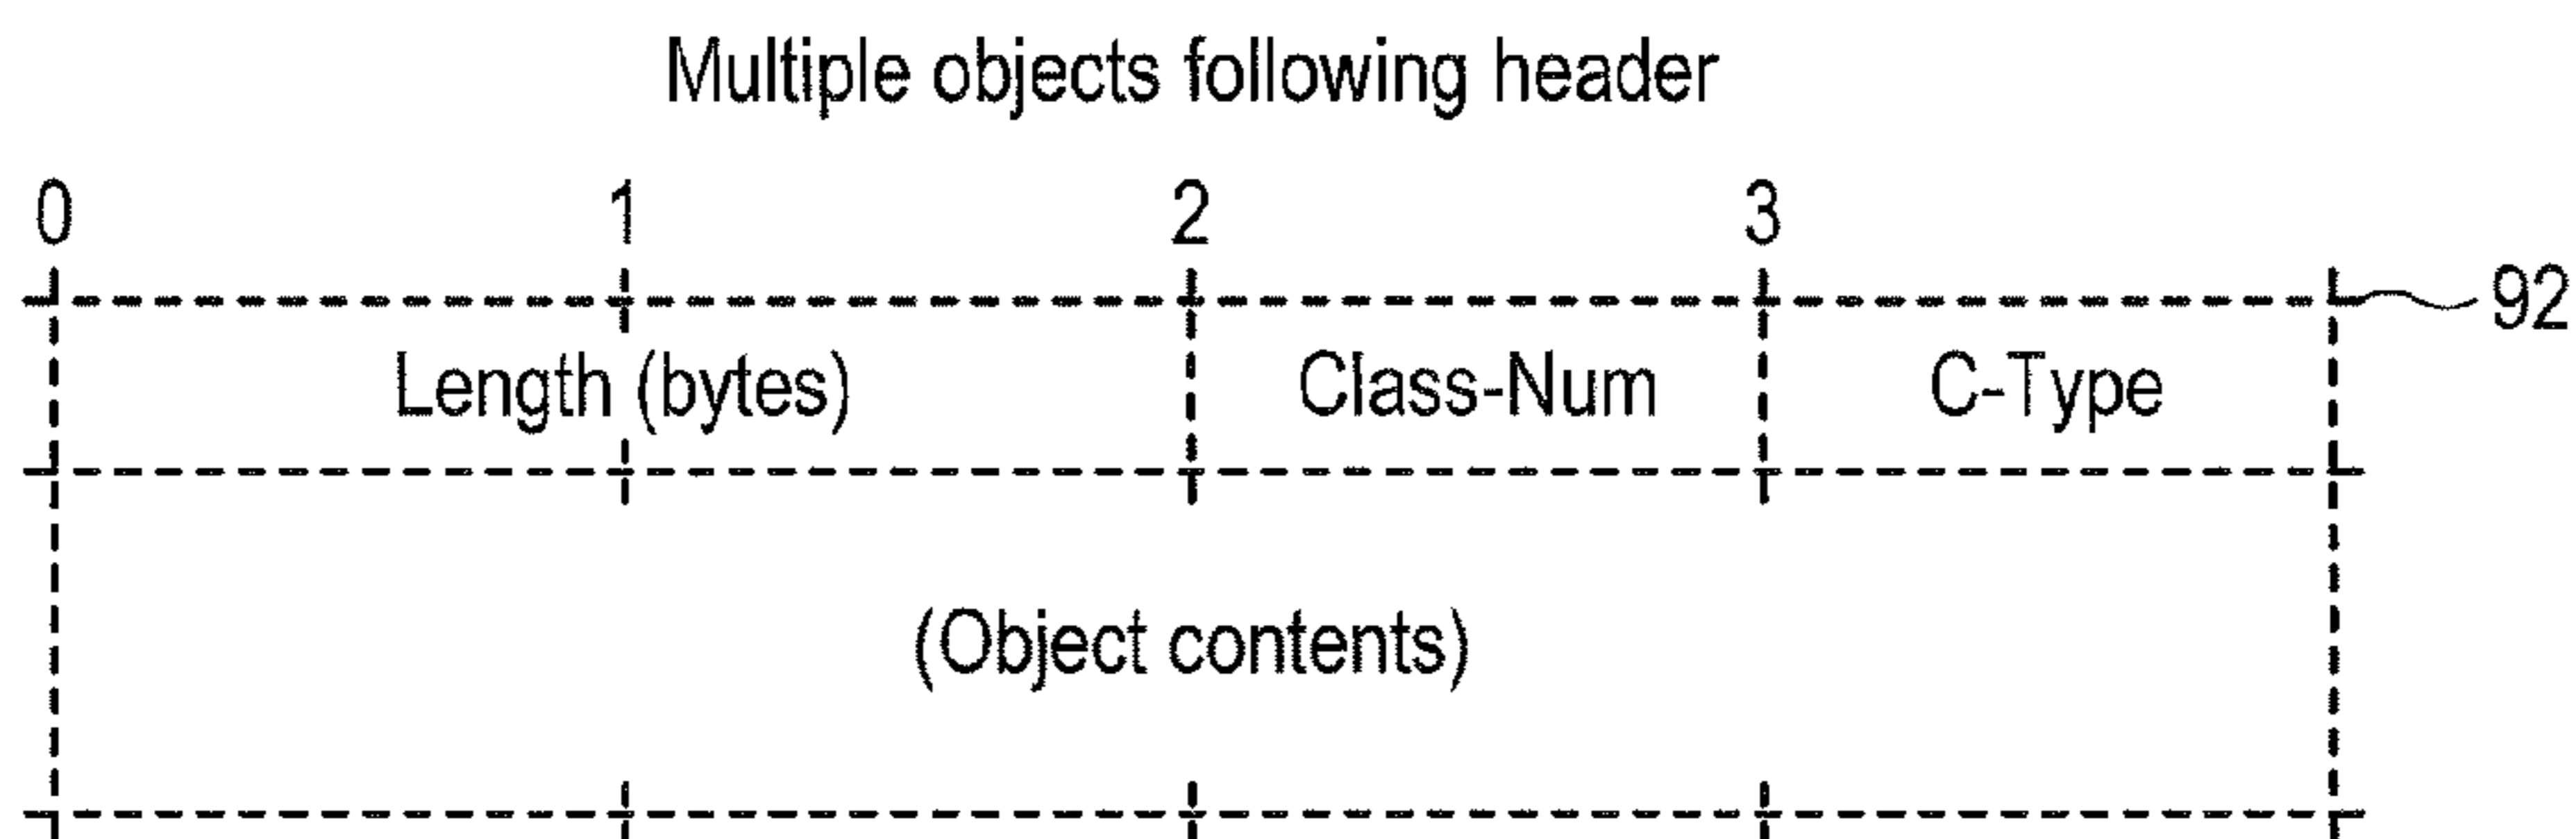 Multiple objects following header
0 1 2 3
92
Length (bytes) Class-Num C-Type
(Object contents)